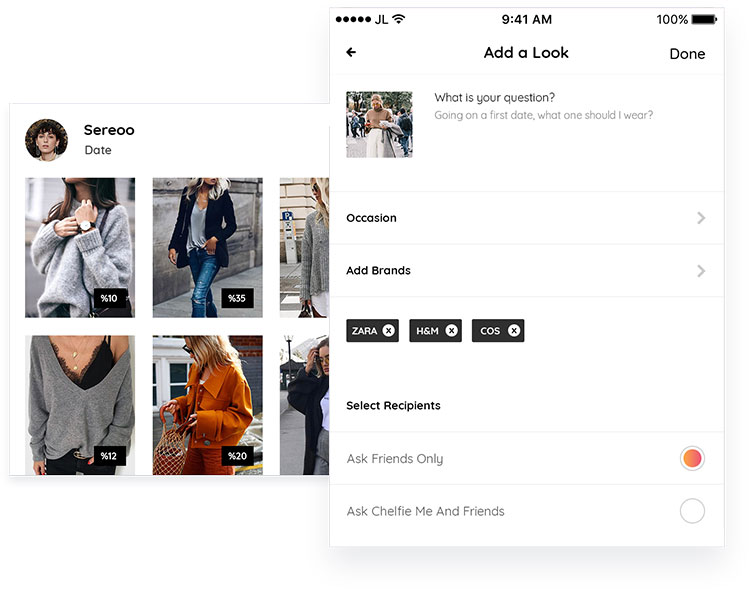 Sereoo
Date
%10
%35
%12
%20
JL
9:41 AM
100%
Add a Look
Done
What is your question?
Going on a first date, what one should I wear?
Occasion
Add Brands
ZARA
H&M
COS
Select Recipients
Ask Friends Only
Ask Chelfie Me And Friends